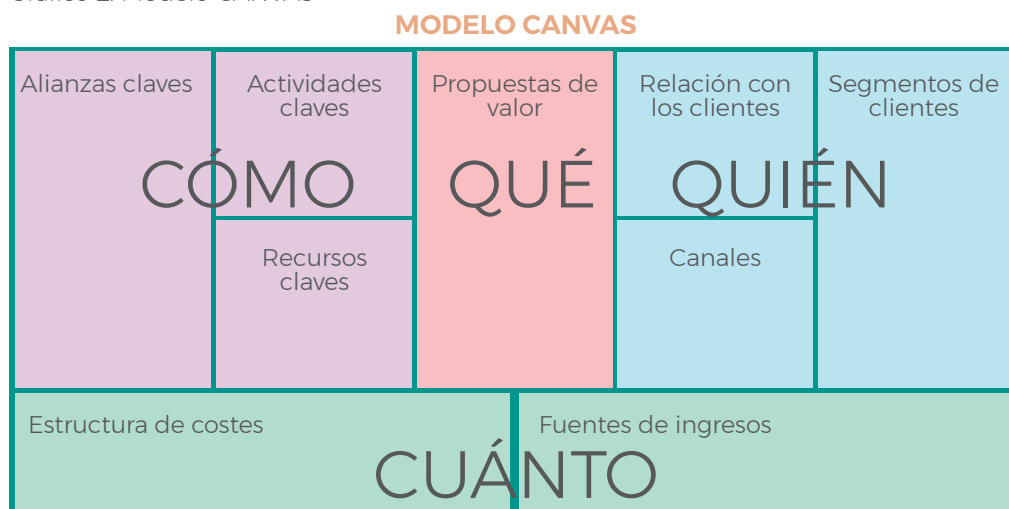 MODELO CANVAS
Alianzas claves
Actividades
claves
Propuestas de
valor
Relación con
los clientes
Segmentos de
clientes
CÓMO
QUÉ
QUIÉN
Recursos
claves
Canales
Estructura de costes
Fuentes de ingresos
CUÁNTO